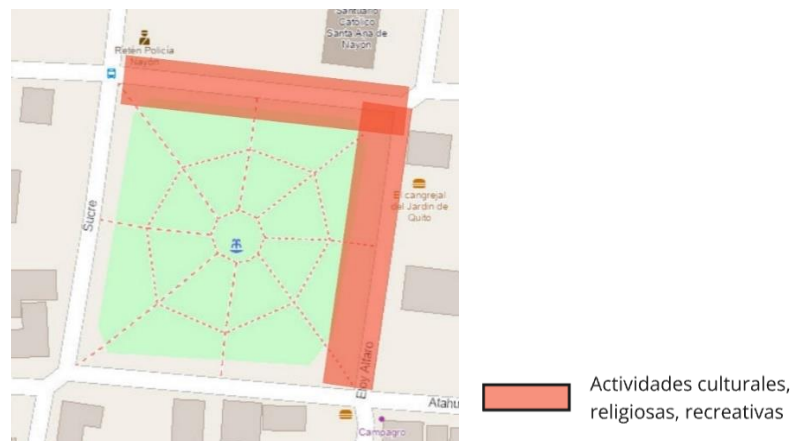 Santuario
Católico
Santa Ana de
Nayón
Retén Policía
Nayón
El cangrejal
del Jardin de
Quito
Sucre
Eloy Alfaro
Atahu
Campagro
Actividades culturales,
religiosas, recreativas